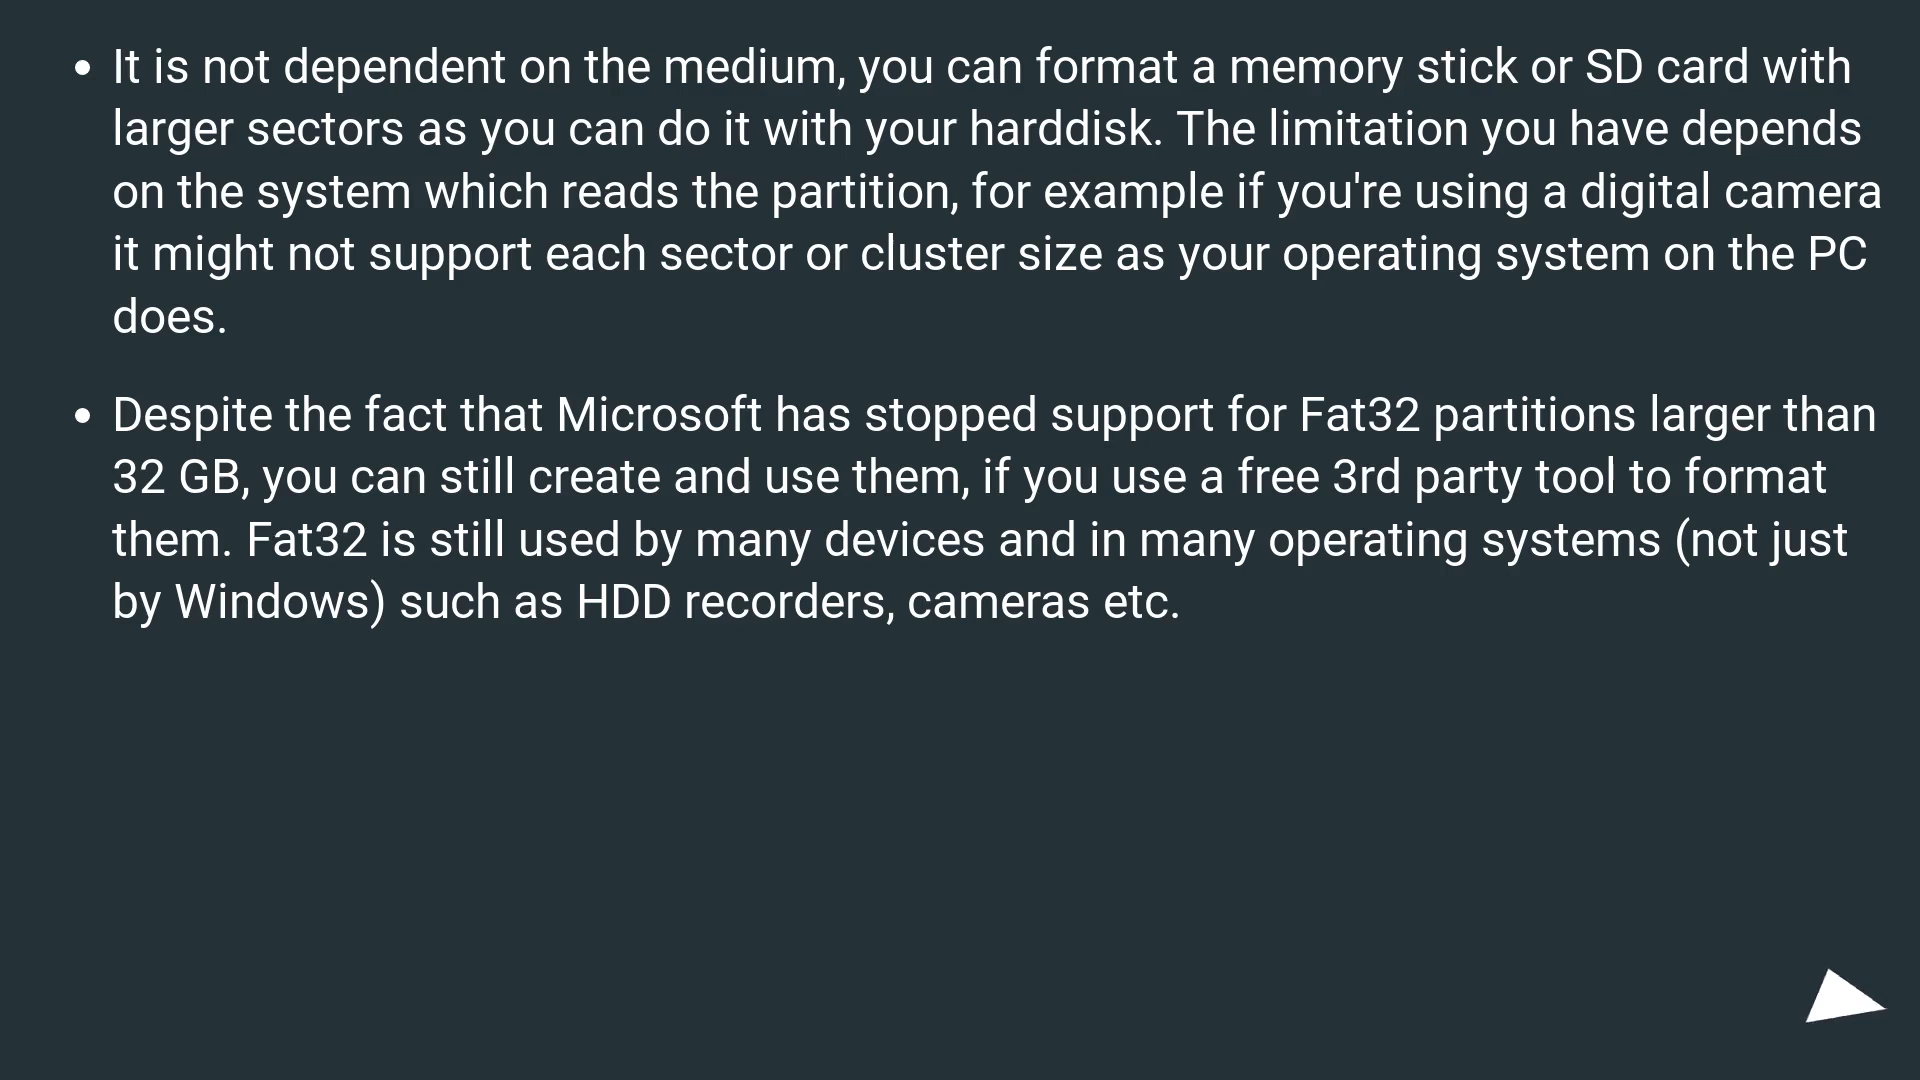 • It is not dependent on the medium, you can format a memory stick or SD card with
larger sectors as you can do it with your harddisk. The limitation you have depends
on the system which reads the partition, for example if you're using a digital camera
it might not support each sector or cluster size as your operating system on the PC
does.
• Despite the fact that Microsoft has stopped support for Fat32 partitions larger than
32 GB, you can still create and use them, if you use a free 3rd party tool to format
them. Fat32 is still used by many devices and in many operating systems (not just
by Windows) such as HDD recorders, cameras etc.